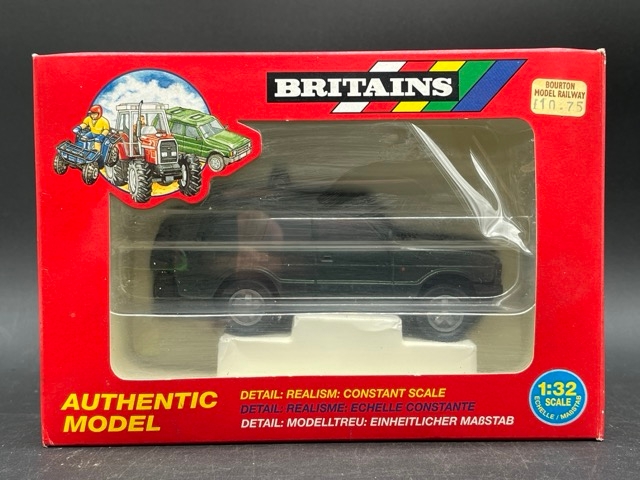 BRITAINS
BOURTON
MODEL RAILWAY
£10.75
AUTHENTIC
MODEL
DETAIL: REALISM: CONSTANT SCALE
DETAIL: REALISME: ECHELLE CONSTANTE
DETAIL: MODELLTREU: EINHEITLICHER MAßSTAB
1:32
SCALE
ECHELLE / MAßSTAB